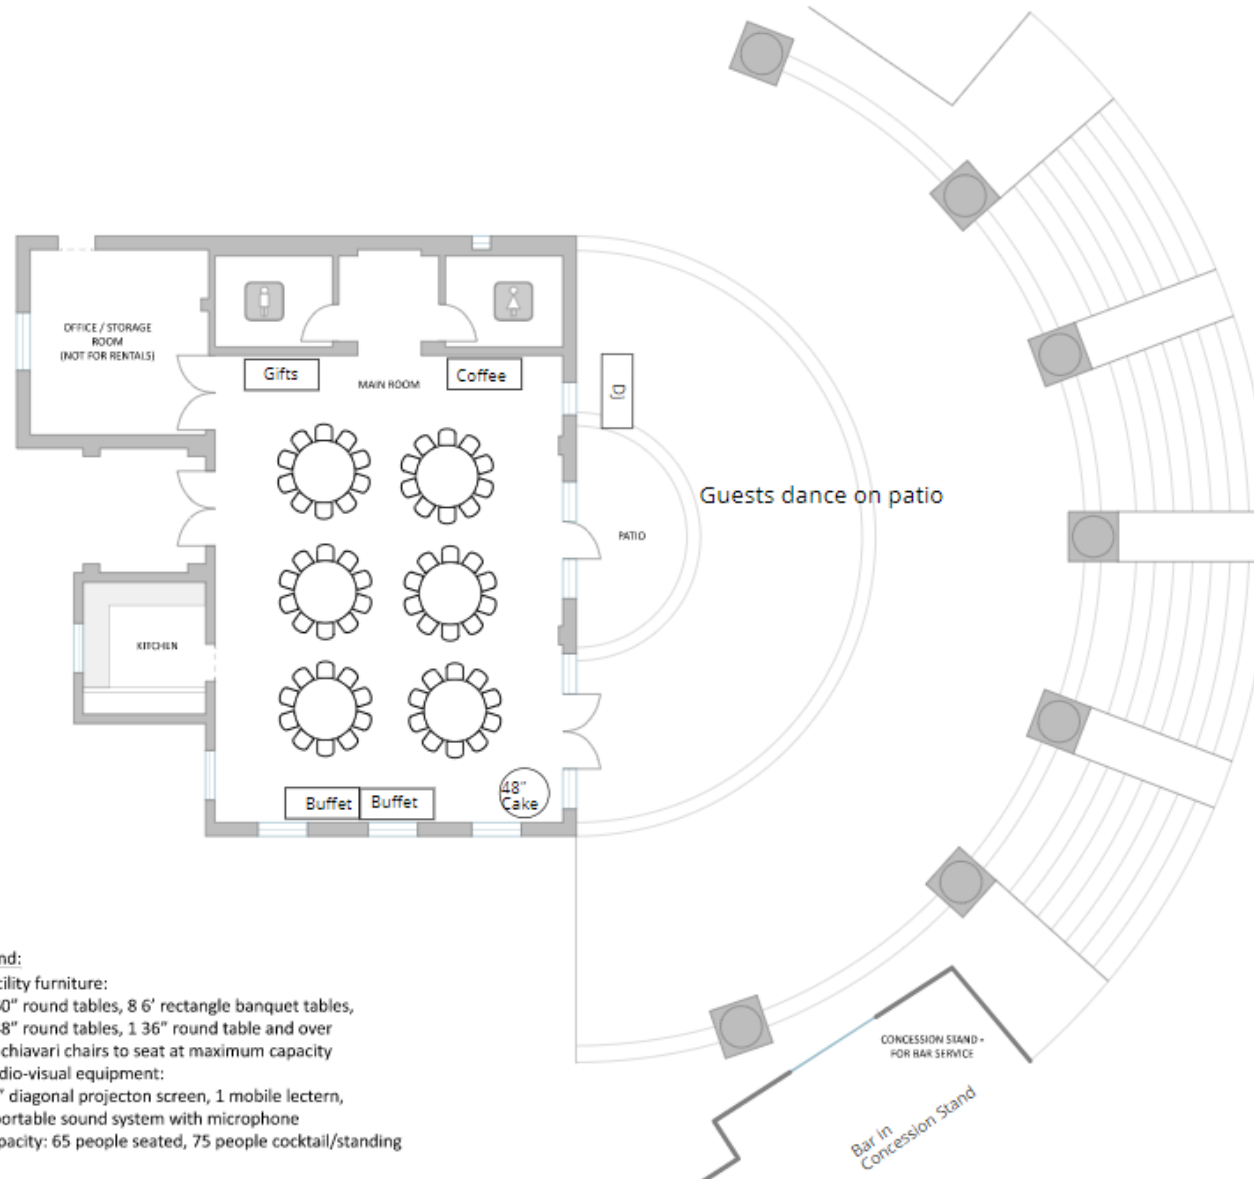 OFFICE / STORAGE
ROOM
(NOT FOR RENTALS)
Gifts
MAIN ROOM
Coffee
DJ
Guests dance on patio
PATIO
KITCHEN
Buffet
Buffet
48"
Cake
nd:
cility furniture:
0" round tables, 8 6' rectangle banquet tables,
8" round tables, 1 36" round table and over
chiavari chairs to seat at maximum capacity
dio-visual equipment:
" diagonal projecton screen, 1 mobile lectern,
ortable sound system with microphone
pacity: 65 people seated, 75 people cocktail/standing
CONCESSION STAND -
FOR BAR SERVICE
Bar in
Concession Stand